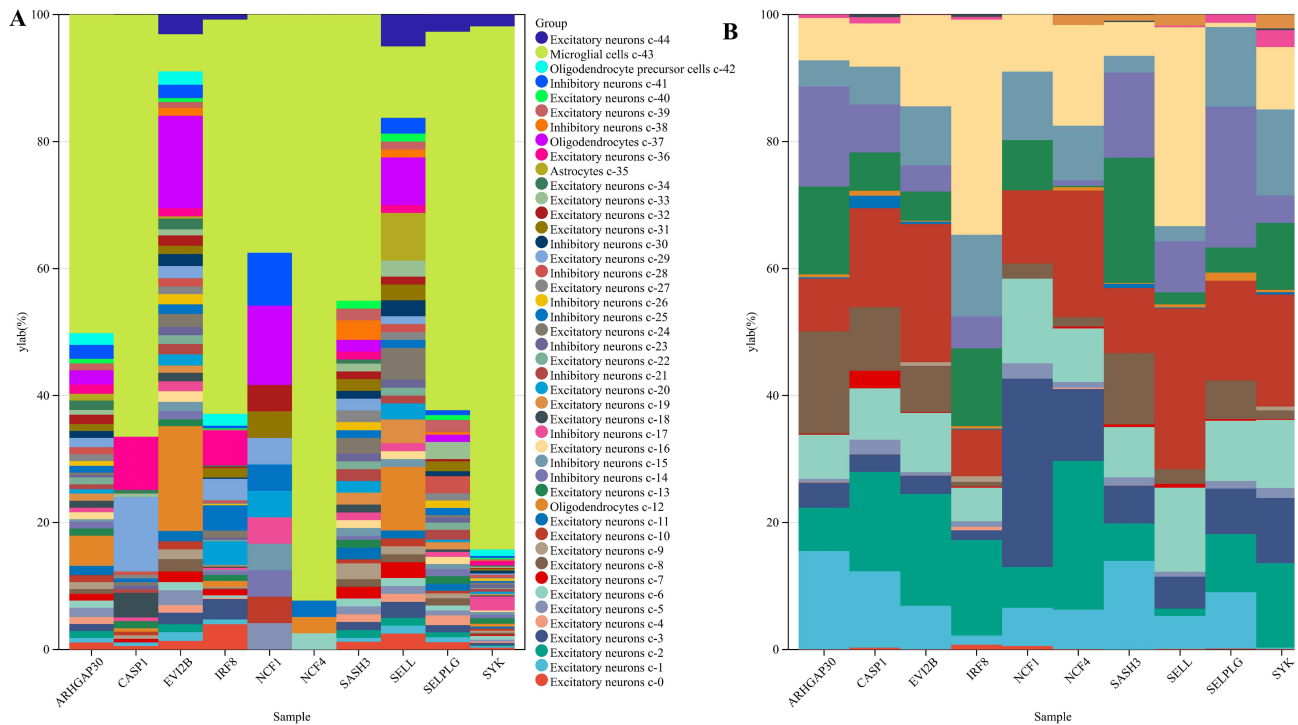 A
B
100
80
60
40
20
0
ylab(%)
ARHGAP30
CASP1
EVI2B
IRF8
NCF1
NCF4
SASH3
SELL
SELPLG
SYK
Sample
Group
Excitatory neurons c-44
Microglial cells c-43
Oligodendrocyte precursor cells c-42
Inhibitory neurons c-41
Excitatory neurons c-40
Excitatory neurons c-39
Inhibitory neurons c-38
Oligodendrocytes c-37
Excitatory neurons c-36
Astrocytes c-35
Excitatory neurons c-34
Excitatory neurons c-33
Excitatory neurons c-32
Excitatory neurons c-31
Inhibitory neurons c-30
Excitatory neurons c-29
Inhibitory neurons c-28
Excitatory neurons c-27
Inhibitory neurons c-26
Inhibitory neurons c-25
Excitatory neurons c-24
Inhibitory neurons c-23
Excitatory neurons c-22
Inhibitory neurons c-21
Excitatory neurons c-20
Excitatory neurons c-19
Excitatory neurons c-18
Inhibitory neurons c-17
Excitatory neurons c-16
Inhibitory neurons c-15
Inhibitory neurons c-14
Excitatory neurons c-13
Oligodendrocytes c-12
Excitatory neurons c-11
Excitatory neurons c-10
Excitatory neurons c-9
Excitatory neurons c-8
Excitatory neurons c-7
Excitatory neurons c-6
Excitatory neurons c-5
Excitatory neurons c-4
Excitatory neurons c-3
Excitatory neurons c-2
Excitatory neurons c-1
Excitatory neurons c-0
100
80
60
40
20
0
ylab(%)
ARHGAP30
CASP1
EVI2B
IRF8
NCF1
NCF4
SASH3
SELL
SELPLG
SYK
Sample